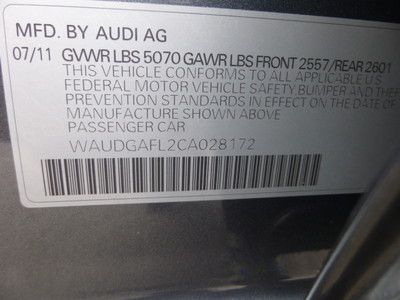 MFD. BY AUDI AG
07/11 GVWR LBS 5070 GAWR LBS FRONT 2557/REAR 2601
THIS VEHICLE CONFORMS TO ALL APPLICABLE U.S.
FEDERAL MOTOR VEHICLE SAFETY, BUMPER AND THEFT
PREVENTION STANDARDS IN EFFECT ON THE DATE OF
MANUFACTURE SHOWN ABOVE
PASSENGER CAR
WAUDGAFL2CA028172